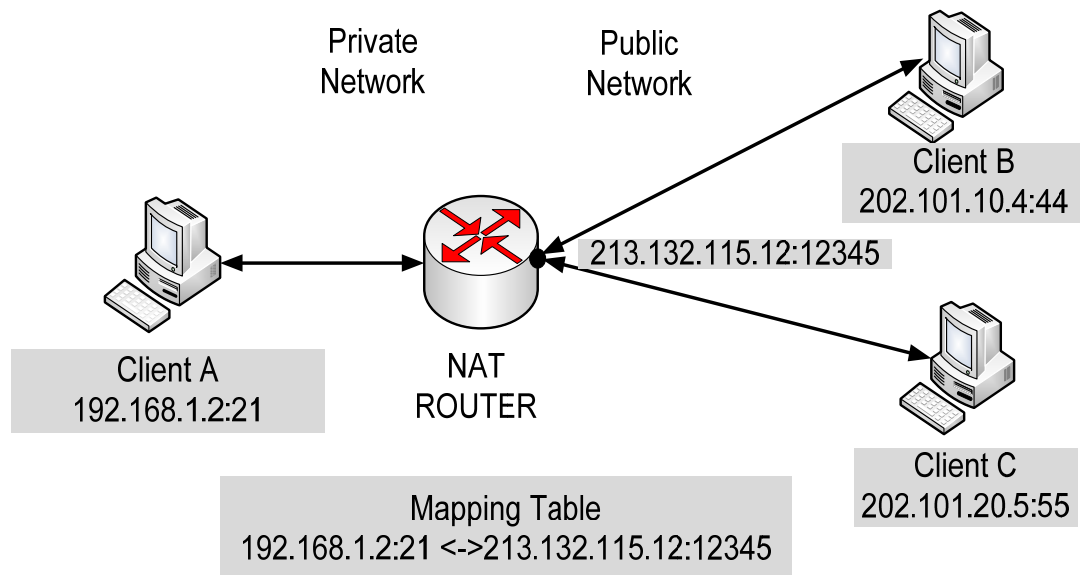 Private
Network
Public
Network
Client B
202.101.10.4:44
213.132.115.12:12345
Client A
192.168.1.2:21
NAT
ROUTER
Client C
202.101.20.5:55
Mapping Table
192.168.1.2:21 <->213.132.115.12:12345